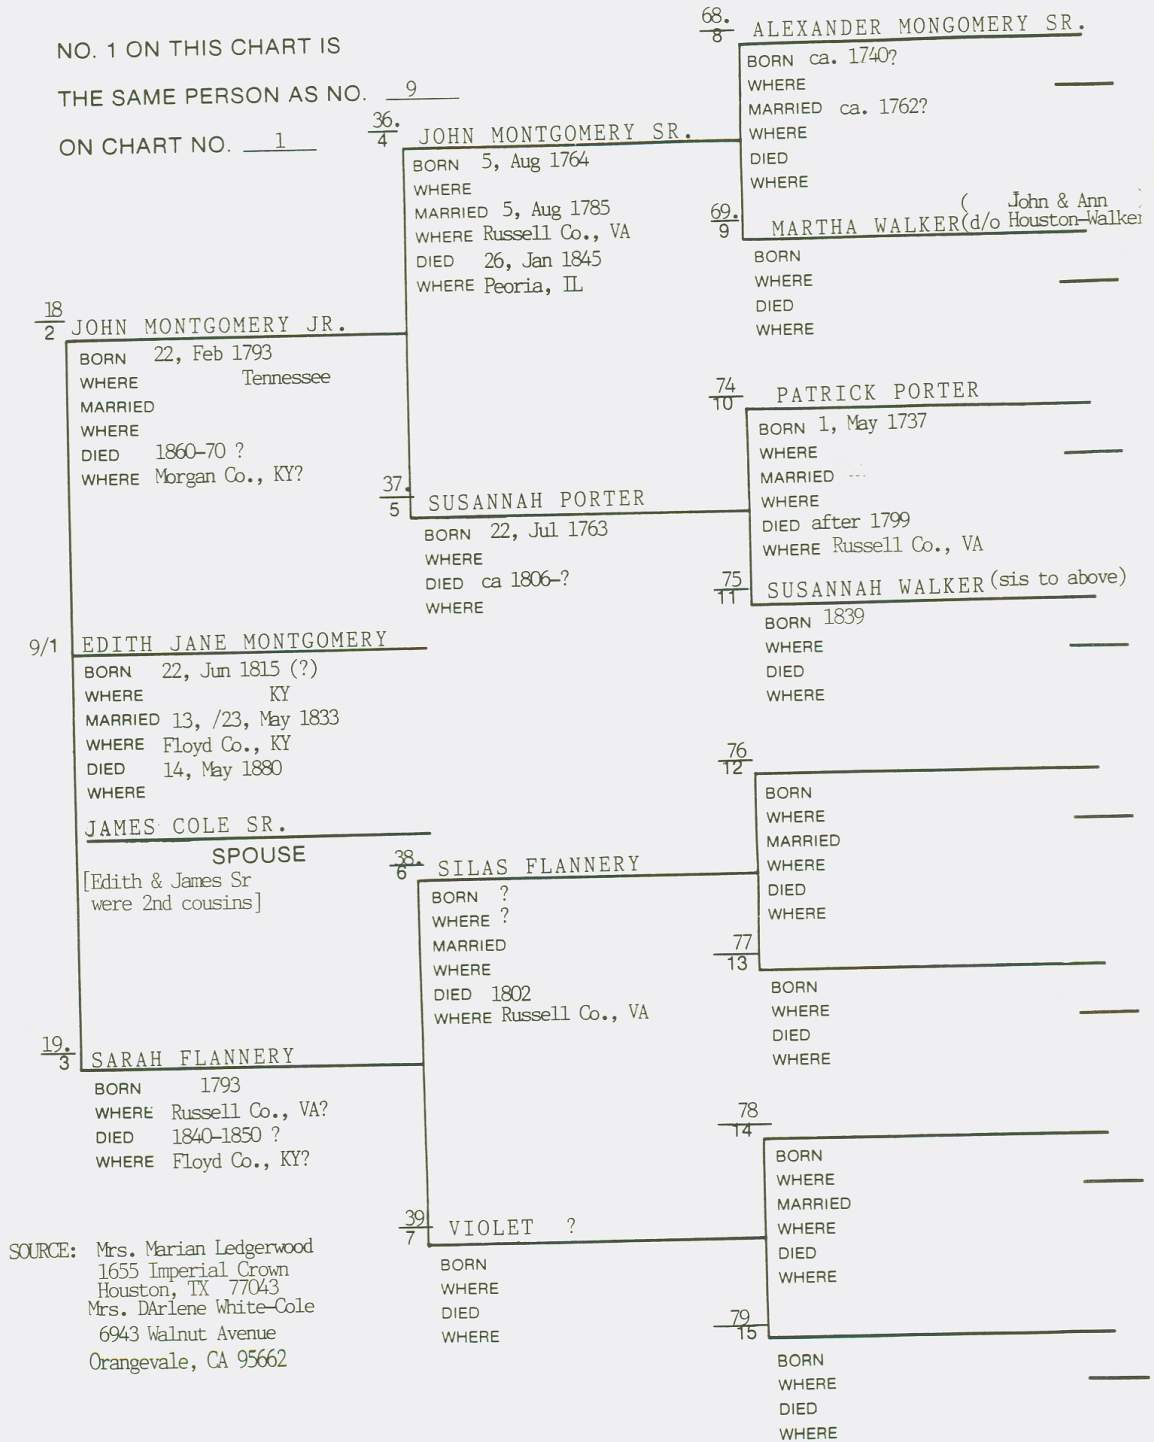 NO. 1 ON THIS CHART IS
THE SAME PERSON AS NO. 9
ON CHART NO. 1
68.
8
ALEXANDER MONGOMERY SR.
BORN ca. 1740?
WHERE
MARRIED ca. 1762?
WHERE
DIED
WHERE
36.
4
JOHN MONTGOMERY SR.
BORN 5, Aug 1764
WHERE
MARRIED 5, Aug 1785
WHERE Russell Co., VA
DIED 26, Jan 1845
WHERE Peoria, IL
69.
9
( John & Ann )
MARTHA WALKER(d/o Houston-Walker
BORN
WHERE
DIED
WHERE
18
2
JOHN MONTGOMERY JR.
BORN 22, Feb 1793
WHERE Tennessee
MARRIED
WHERE
DIED 1860-70 ?
WHERE Morgan Co., KY?
74
10
PATRICK PORTER
BORN 1, May 1737
WHERE
MARRIED
WHERE
DIED after 1799
WHERE Russell Co., VA
37.
5
SUSANNAH PORTER
BORN 22, Jul 1763
WHERE
DIED ca 1806-?
WHERE
75
11
SUSANNAH WALKER (sis to above)
BORN 1839
WHERE
DIED
WHERE
9/1 EDITH JANE MONTGOMERY
BORN 22, Jun 1815 (?)
WHERE KY
MARRIED 13, /23, May 1833
WHERE Floyd Co., KY
DIED 14, May 1880
WHERE
JAMES COLE SR.
SPOUSE
[Edith & James Sr
were 2nd cousins]
76
12
BORN
WHERE
MARRIED
WHERE
DIED
WHERE
38.
6
SILAS FLANNERY
BORN ?
WHERE ?
MARRIED
WHERE
DIED 1802
WHERE Russell Co., VA
77
13
BORN
WHERE
DIED
WHERE
19.
3
SARAH FLANNERY
BORN 1793
WHERE Russell Co., VA?
DIED 1840-1850 ?
WHERE Floyd Co., KY?
78
14
BORN
WHERE
MARRIED
WHERE
DIED
WHERE
39
7
VIOLET ?
BORN
WHERE
DIED
WHERE
79
15
BORN
WHERE
DIED
WHERE
SOURCE: Mrs. Marian Ledgerwood
1655 Imperial Crown
Houston, TX 77043
Mrs. DArlene White-Cole
6943 Walnut Avenue
Orangevale, CA 95662